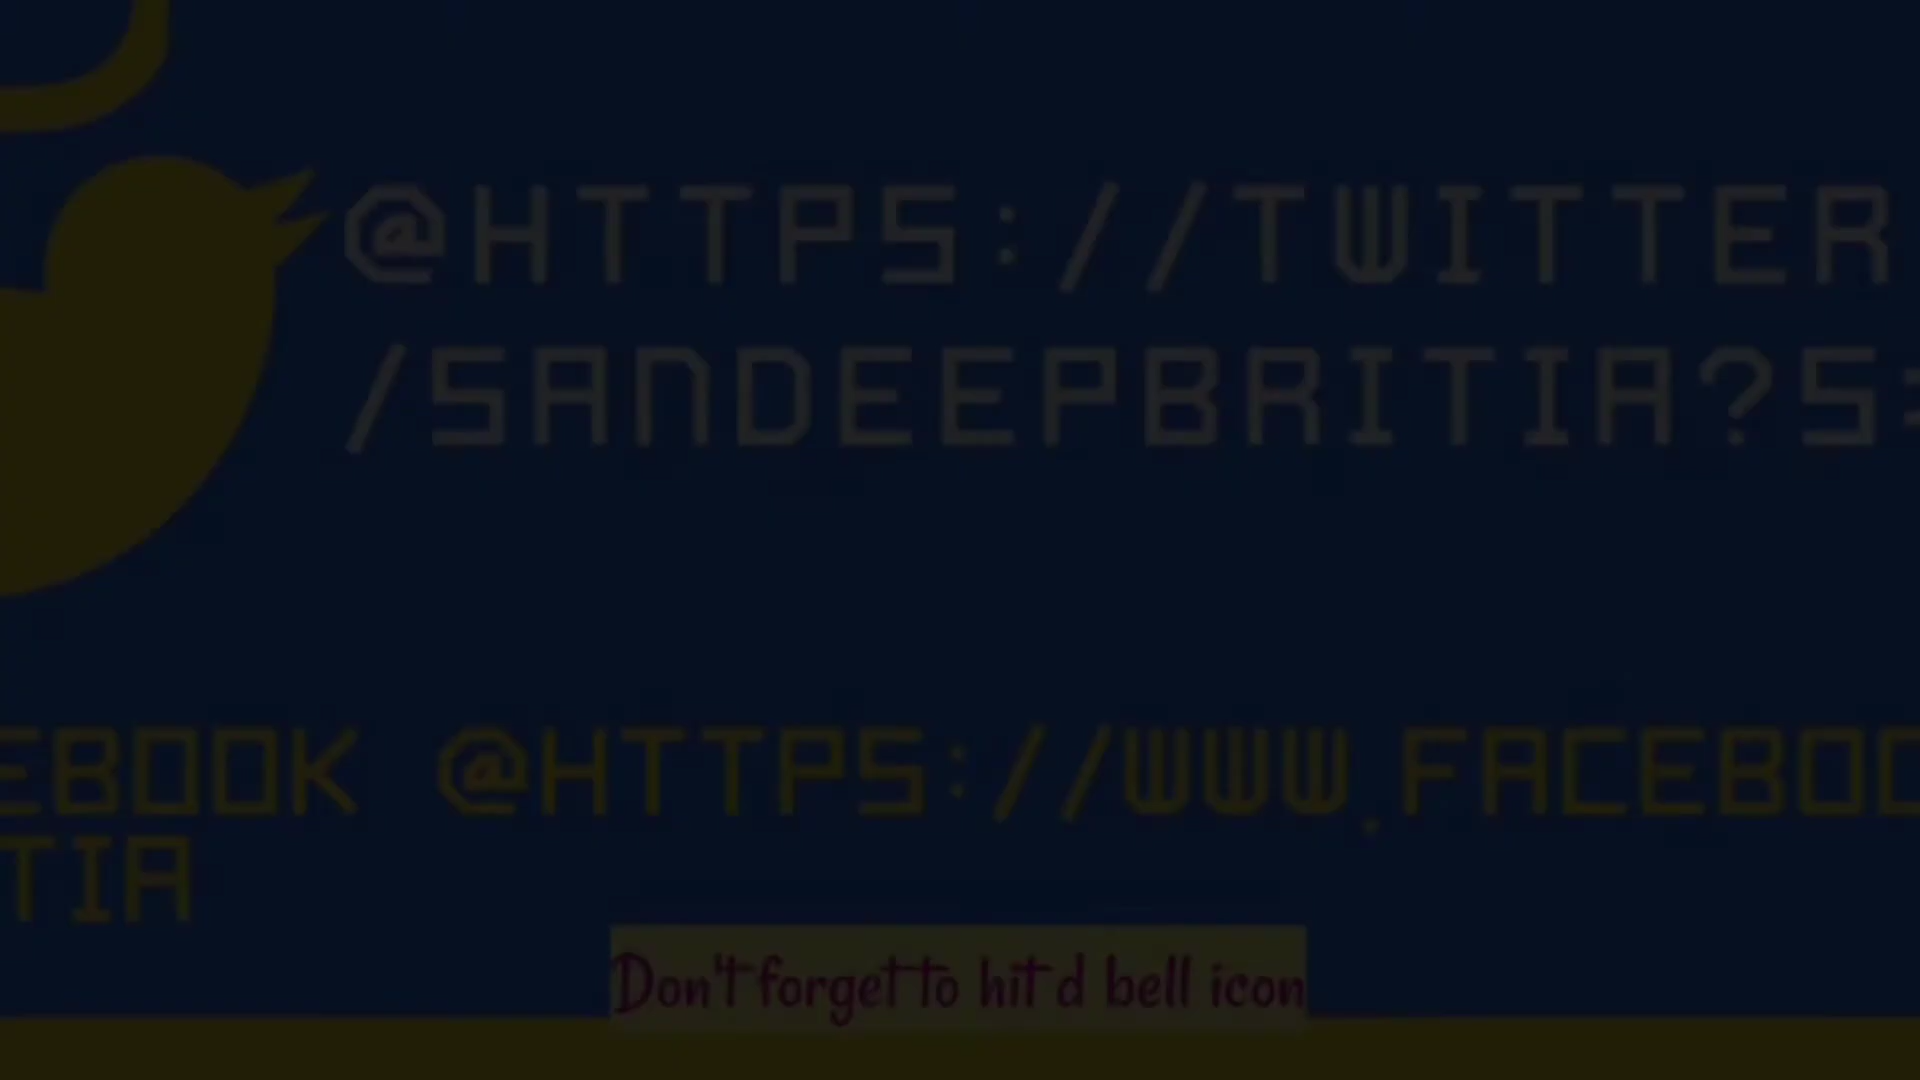 @HTTPS://TWITTER
/SANDEEPBRITIA?S=
EBOOK @HTTPS://WWW.FACEBOO
TIA
Don't forget to hit d bell icon